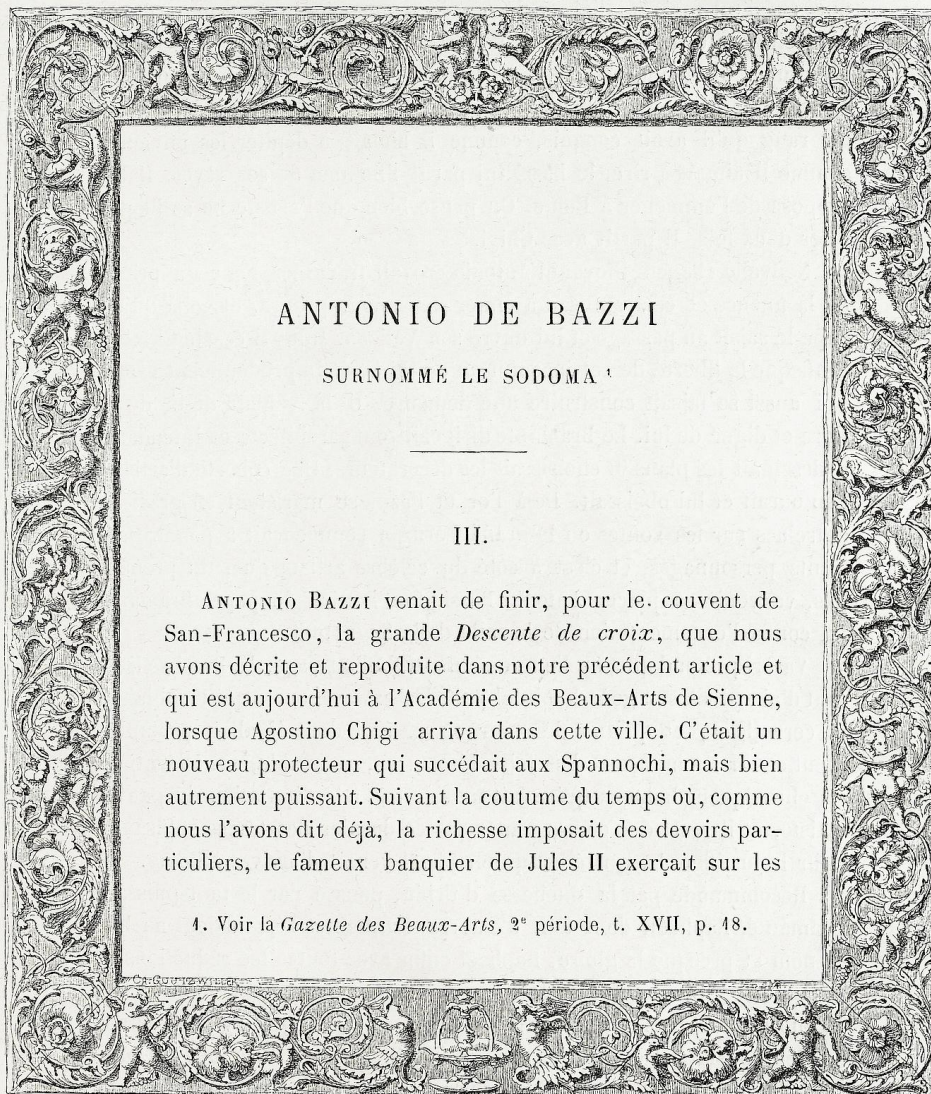 ANTONIO DE BAZZI
SURNOMMÉ LE SODOMA 1
III.
ANTONIO BAZZI venait de finir, pour le couvent de
San-Francesco, la grande Descente de croix, que nous
avons décrite et reproduite dans notre précédent article et
qui est aujourd'hui à l'Académie des Beaux-Arts de Sienne,
lorsque Agostino Chigi arriva dans cette ville. C'était un
nouveau protecteur qui succédait aux Spannochi, mais bien
autrement puissant. Suivant la coutume du temps où, comme
nous l'avons dit déjà, la richesse imposait des devoirs par-
ticuliers, le fameux banquier de Jules II exerçait sur les
1. Voir la Gazette des Beaux-Arts, 2e période, t. XVII, p. 18.
CH. GOUTZWILLER